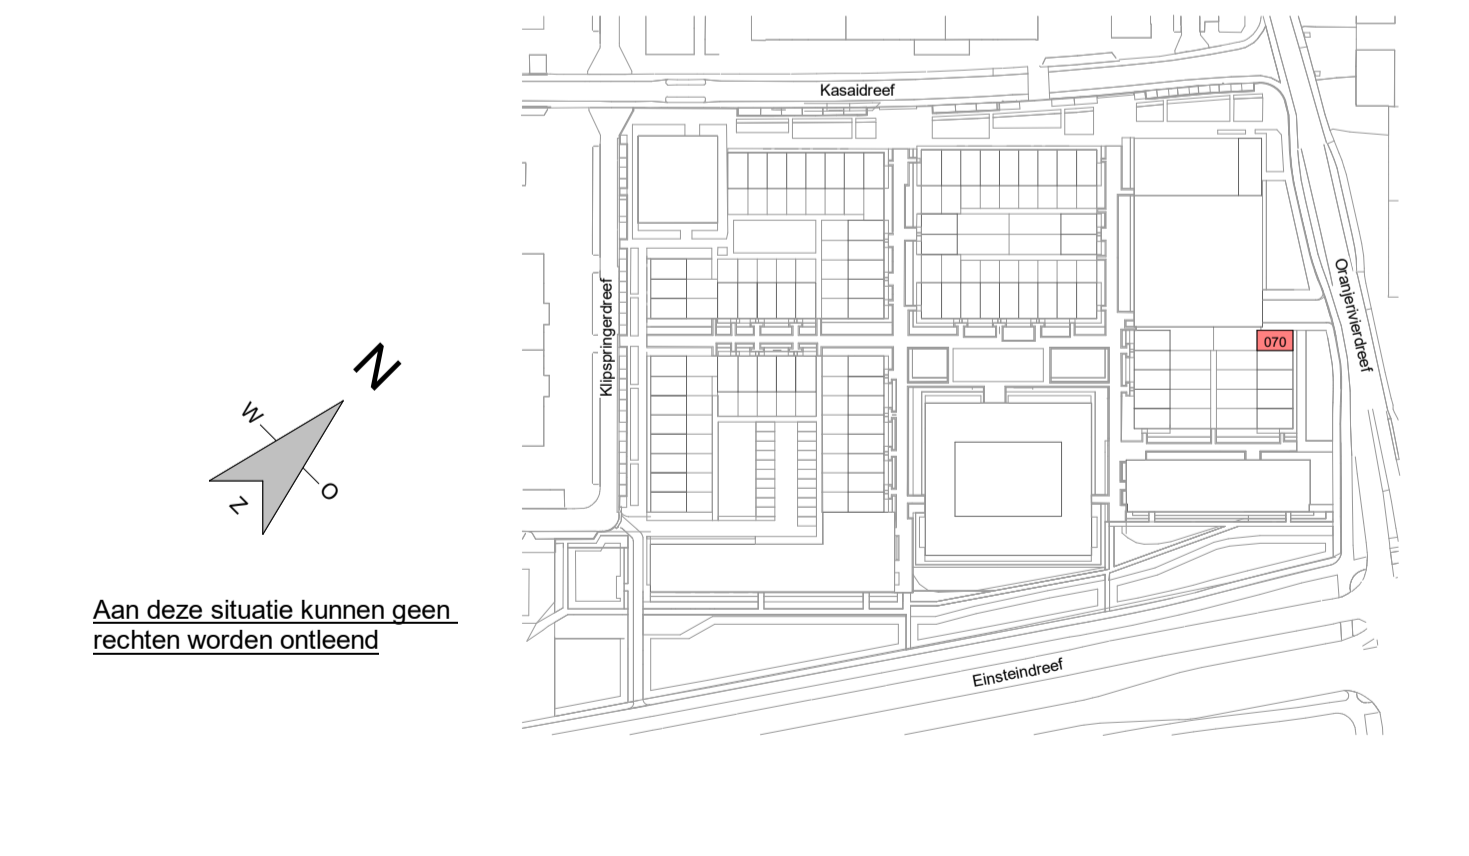 Kasaidreef
Klipspringerdreef
Oranjerivierdreef
070
N
W
O
Z
Aan deze situatie kunnen geen
rechten worden ontleend
Einsteindreef